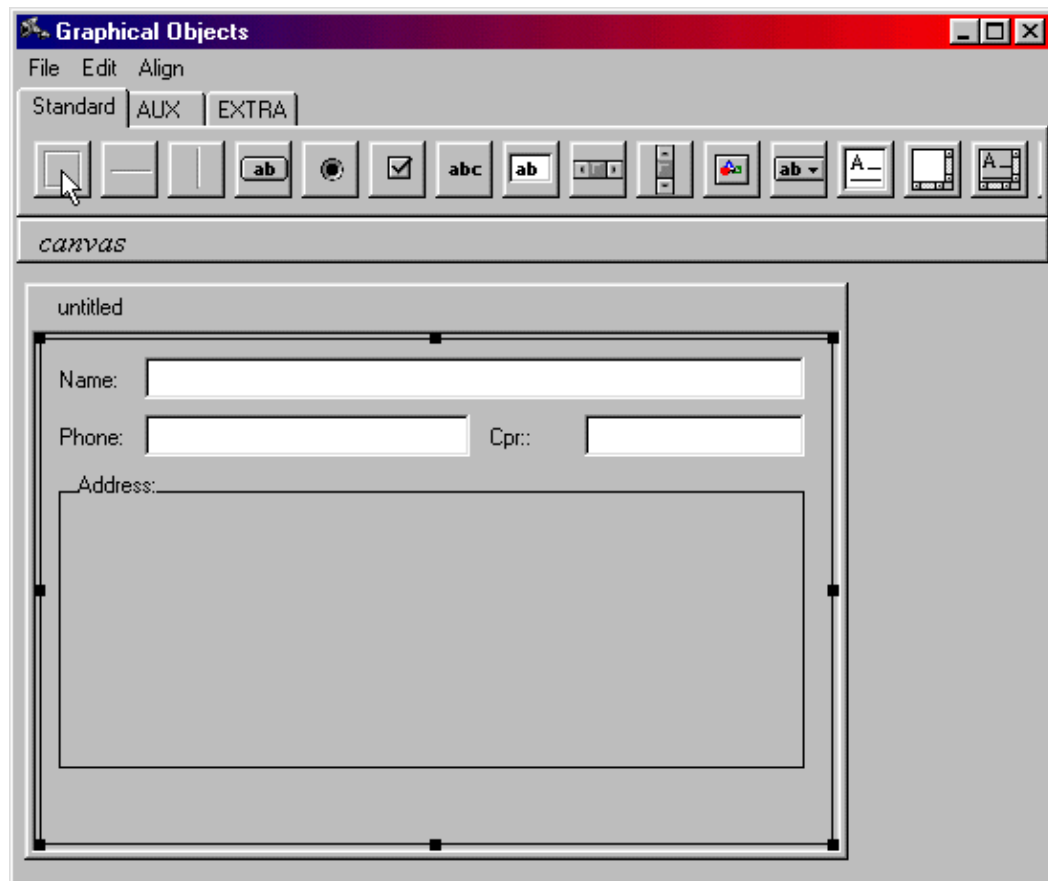 Graphical Objects
File Edit Align
Standard AUX EXTRA
ab abc ab ab A A
canvas
untitled
Name:
Phone: Cpr::
Address: